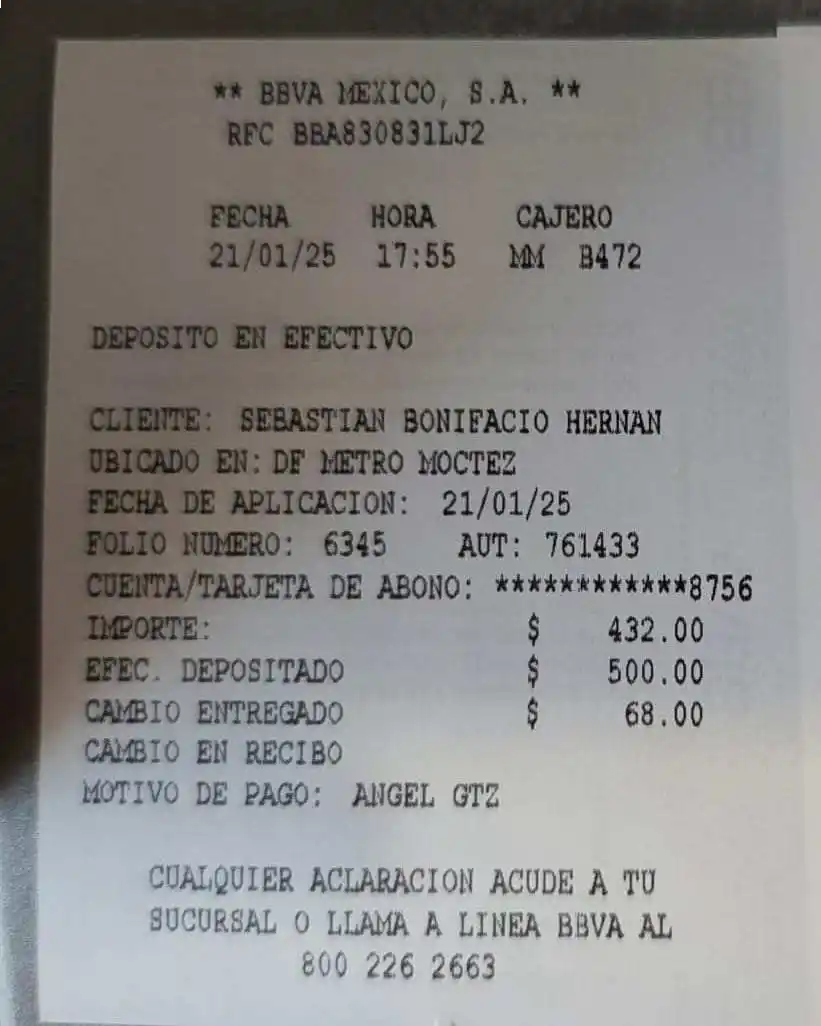 ** BBVA MEXICO, S.A. **
RFC BBA830831LJ2
FECHA HORA CAJERO
21/01/25 17:55 MM B472
DEPOSITO EN EFECTIVO
CLIENTE: SEBASTIAN BONIFACIO HERNAN
UBICADO EN: DF METRO MOCTEZ
FECHA DE APLICACION: 21/01/25
FOLIO NUMERO: 6345 AUT: 761433
CUENTA/TARJETA DE ABONO: ************8756
IMPORTE: $ 432.00
EFEC. DEPOSITADO $ 500.00
CAMBIO ENTREGADO $ 68.00
CAMBIO EN RECIBO
MOTIVO DE PAGO: ANGEL GTZ
CUALQUIER ACLARACION ACUDE A TU
SUCURSAL O LLAMA A LINEA BBVA AL
800 226 2663